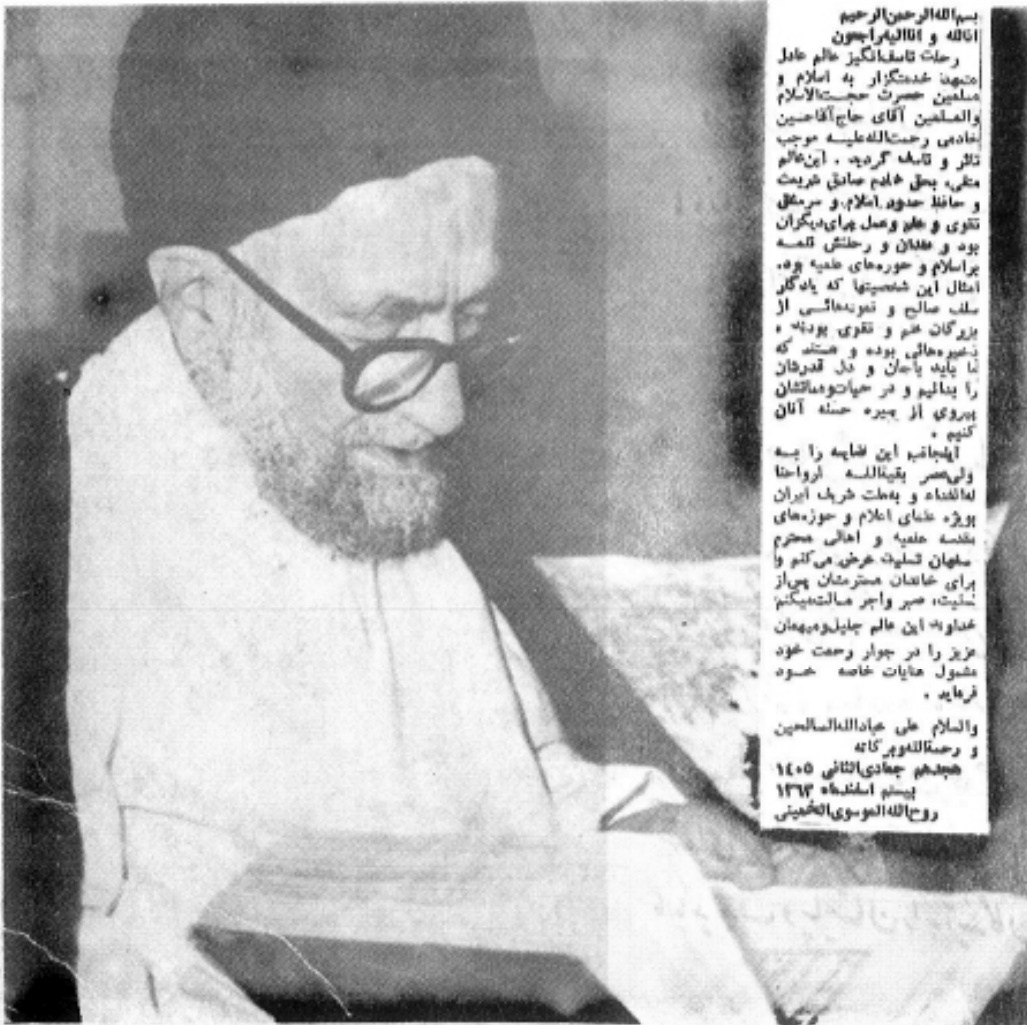 بسم‌الله‌الرحمن‌الرحیم
انالله و اناالیه‌راجعون
رحلت تاسف‌انگیز عالم عادل
متعهد خدمتگزار به اسلام و
مسلمین حضرت حجت‌الاسلام
والمسلمین آقای حاج‌آقاحسین
خادمی رحمت‌الله‌علیه موجب
تاثر و تاسف گردید . این‌عالم
متقی، بحق خادم صادق شریعت
و حافظ حدود اسلام و سرمشق
تقوی و علم وعمل برای‌دیگران
بود و فقدان و رحلتش ثلمه
براسلام و حوزه‌های علمیه بود.
امثال این شخصیتها که یادگار
سلف صالح و نمونه‌هائی از
بزرگان علم و تقوی بودند
ذخیره‌هائی بوده و هستند که
ما باید باجان و دل قدرشان
را بدانیم و در حیات‌ومماتشان
پیروی از سیره حسنه آنان
کنیم .
اینجانب این ضایعه را به
ولی‌عصر بقیةالله ارواحنا
له‌الفداء و به‌ملت شریف ایران
بویژه علمای اعلام و حوزه‌های
مقدسه علمیه و اهالی محترم
اصفهان تسلیت عرض می‌کنم و
برای خاندان محترمشان پس‌از
تسلیت، صبر واجر مسالت‌میکنم
خداوند این عالم جلیل‌ومیهمان
عزیز را در جوار رحمت خود
مشمول عنایات خاصه خود
فرماید .
والسلام علی عبادالله‌الصالحین
و رحمةالله‌وبرکاته
هجدهم جمادی‌الثانی ۱۴۰۵
بیستم اسفندماه ۱۳۶۳
روح‌الله‌الموسوی‌الخمینی